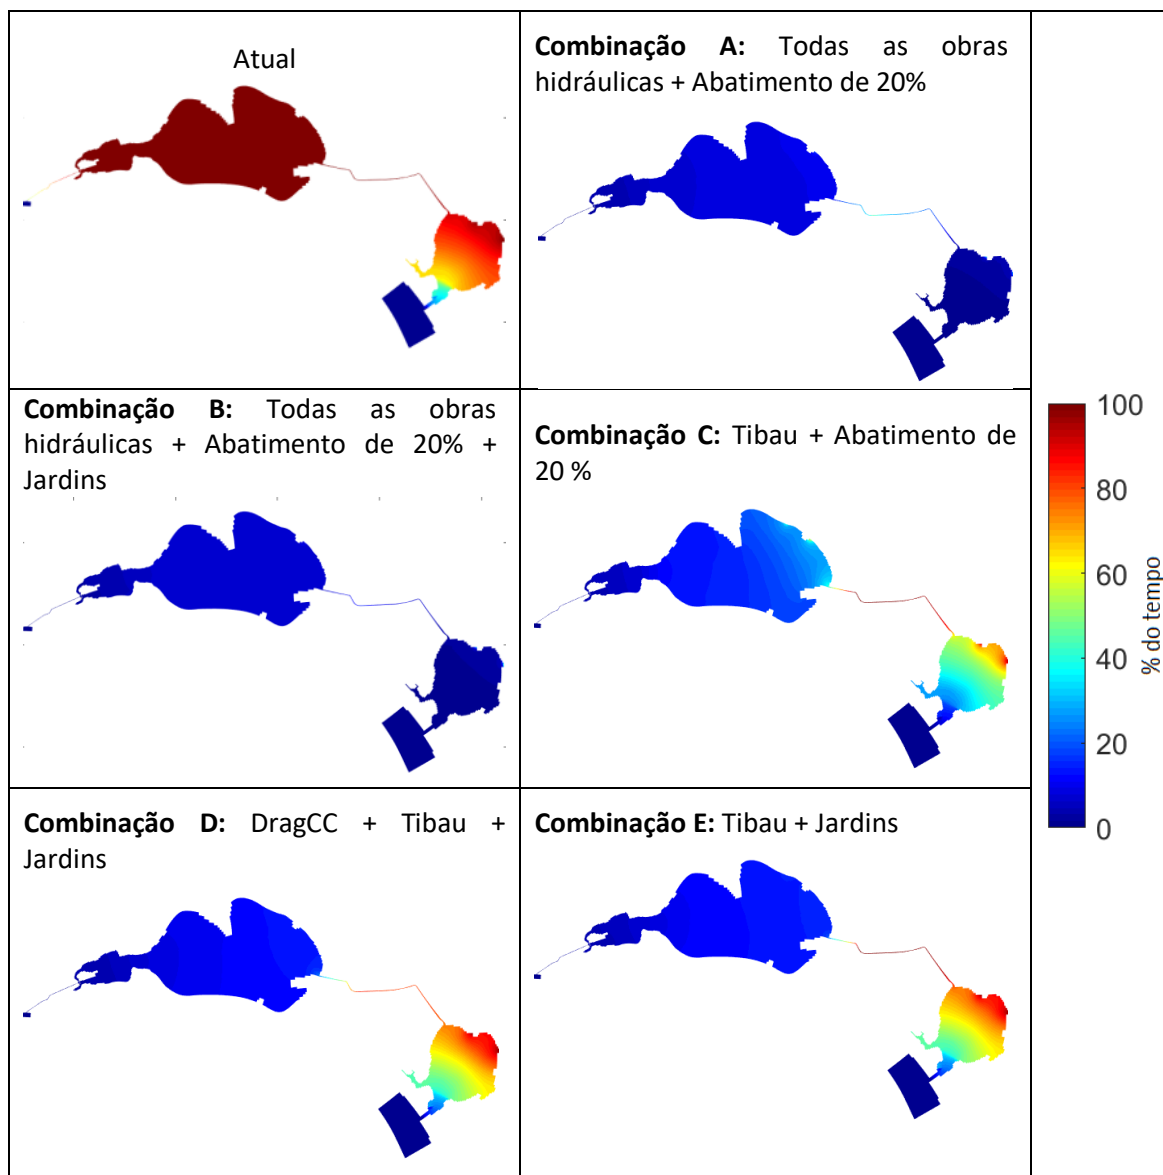 Atual
Combinação A: Todas as obras
hidráulicas + Abatimento de 20%
Combinação B: Todas as obras
hidráulicas + Abatimento de 20% +
Jardins
Combinação C: Tibau + Abatimento de
20 %
Combinação D: DragCC + Tibau +
Jardins
Combinação E: Tibau + Jardins
100
80
60
40
20
0
% do tempo